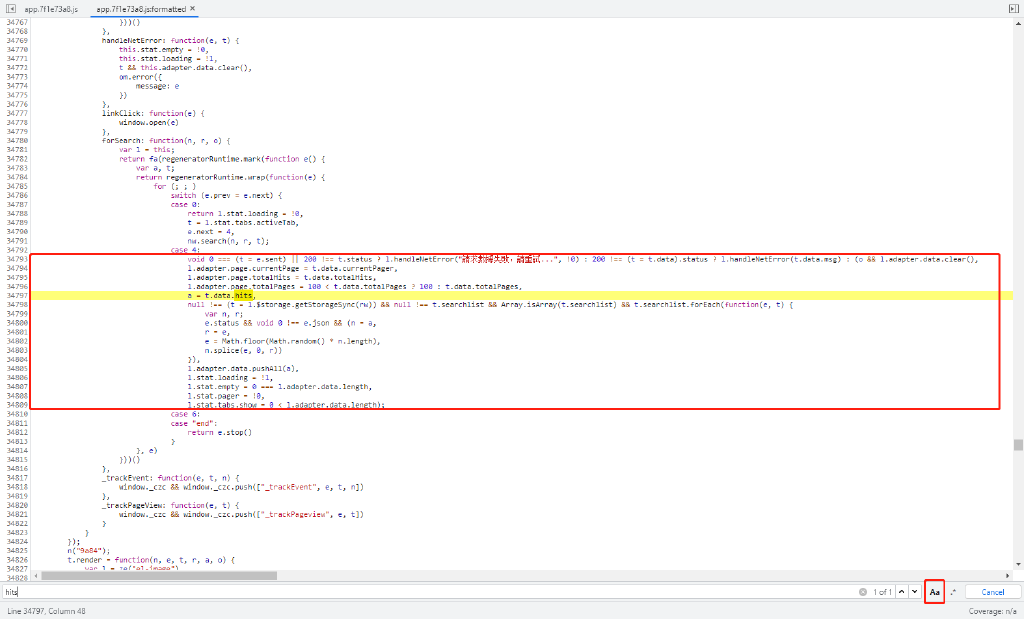 app.7f1e73a8.js app.7f1e73a8.js:formatted ×
34767 }))()
34768 },
34769 handleNetError: function(e, t) {
34770 this.stat.empty = !0,
34771 this.stat.loading = !1,
34772 t && this.adapter.data.clear(),
34773 om.error({
34774 message: e
34775 })
34776 },
34777 linkClick: function(e) {
34778 window.open(e)
34779 },
34780 forSearch: function(n, r, o) {
34781 var l = this;
34782 return fa(regeneratorRuntime.mark(function e() {
34783 var a, t;
34784 return regeneratorRuntime.wrap(function(e) {
34785 for (; ; )
34786 switch (e.prev = e.next) {
34787 case 0:
34788 return l.stat.loading = !0,
34789 t = l.stat.tabs.activeTab,
34790 e.next = 4,
34791 nw.search(n, r, t);
34792 case 4:
34793 void 0 === (t = e.sent) || 200 !== t.status ? l.handleNetError("請求數據失敗，請重試...", !0) : 200 !== (t = t.data).status ? l.handleNetError(t.data.msg) : (o && l.adapter.data.clear(),
34794 l.adapter.page.currentPage = t.data.currentPager,
34795 l.adapter.page.totalHits = t.data.totalHits,
34796 l.adapter.page.totalPages = 100 < t.data.totalPages ? 100 : t.data.totalPages,
34797 a = t.data.hits,
34798 null !== (t = l.$storage.getStorageSync(rw)) && null !== t.searchlist && Array.isArray(t.searchlist) && t.searchlist.forEach(function(e, t) {
34799 var n, r;
34800 e.status && void 0 !== e.json && (n = a,
34801 r = e,
34802 e = Math.floor(Math.random() * n.length),
34803 n.splice(e, 0, r))
34804 }),
34805 l.adapter.data.pushAll(a),
34806 l.stat.loading = !1,
34807 l.stat.empty = 0 === l.adapter.data.length,
34808 l.stat.pager = !0,
34809 l.stat.tabs.show = 0 < l.adapter.data.length);
34810 case 6:
34811 case "end":
34812 return e.stop()
34813 }
34814 }, e)
34815 }))()
34816 },
34817 _trackEvent: function(e, t, n) {
34818 window._czc && window._czc.push(["_trackEvent", e, t, n])
34819 },
34820 _trackPageView: function(e, t) {
34821 window._czc && window._czc.push(["_trackPageview", e, t])
34822 }
34823 }
34824 });
34825 n("9a84");
34826 t.render = function(n, e, t, r, a, o) {
34827 var l = ze("el-image")
34828
hits 1 of 1 Aa .* Cancel
Line 34797, Column 48 Coverage: n/a